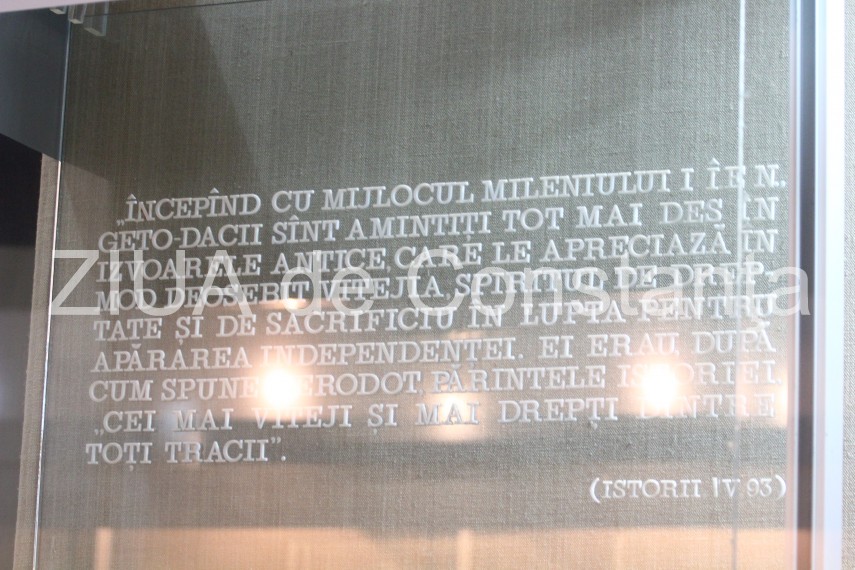 „ÎNCEPÎND CU MIJLOCUL MILENIULUI I Î.E.N.,
GETO-DACII SÎNT AMINTITI TOT MAI DES ÎN
IZVOARELE ANTICE, CARE LE APRECIAZĂ ÎN
MOD DEOSEBIT VITEJIA, SPIRITUL DE DREP-
ZIUA de Constanta
TATE ȘI DE SACRIFICIU ÎN LUPTA PENTRU
APĂRAREA INDEPENDENȚEI. EI ERAU, DUPĂ
CUM SPUNE HERODOT, PĂRINTELE ISTORIEI,
„CEI MAI VITEJI ȘI MAI DREPȚI DINTRE
TOȚI TRACII”.
(ISTORII, IV 93)